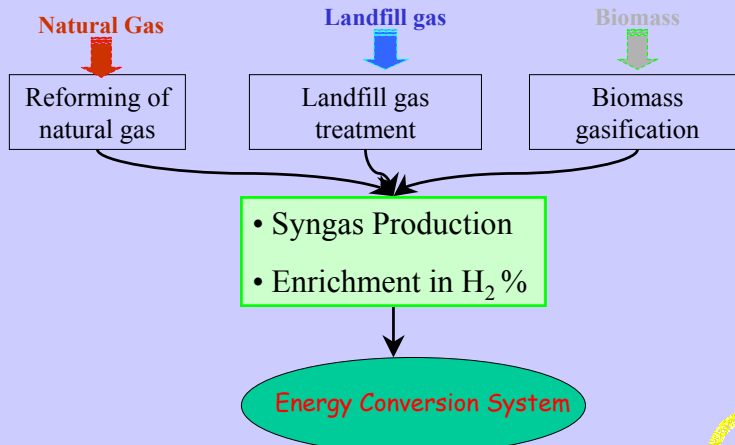 Natural Gas
Landfill gas
Biomass
Reforming of
natural gas
Landfill gas
treatment
Biomass
gasification
• Syngas Production
• Enrichment in H₂ %
Energy Conversion System